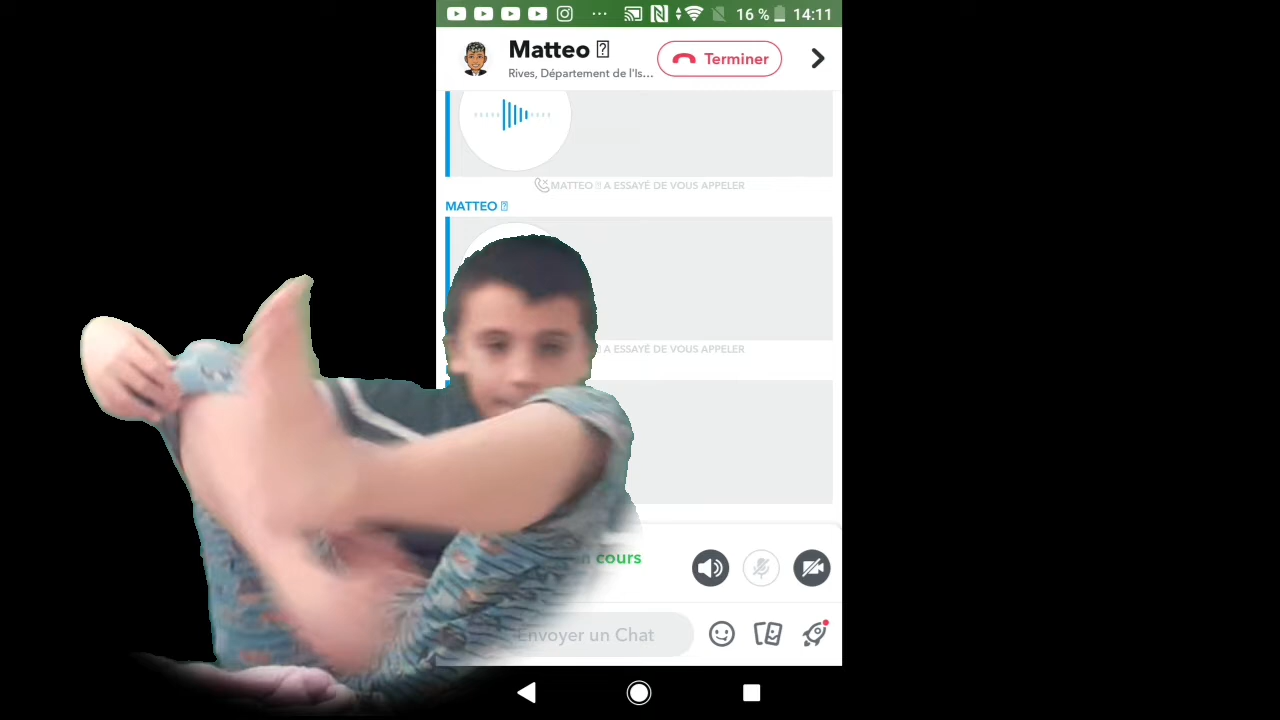 16 % 14:11
Matteo
Terminer
Rives, Département de l'Is...
MATTEO A ESSAYÉ DE VOUS APPELER
MATTEO
A ESSAYÉ DE VOUS APPELER
cours
Envoyer un Chat